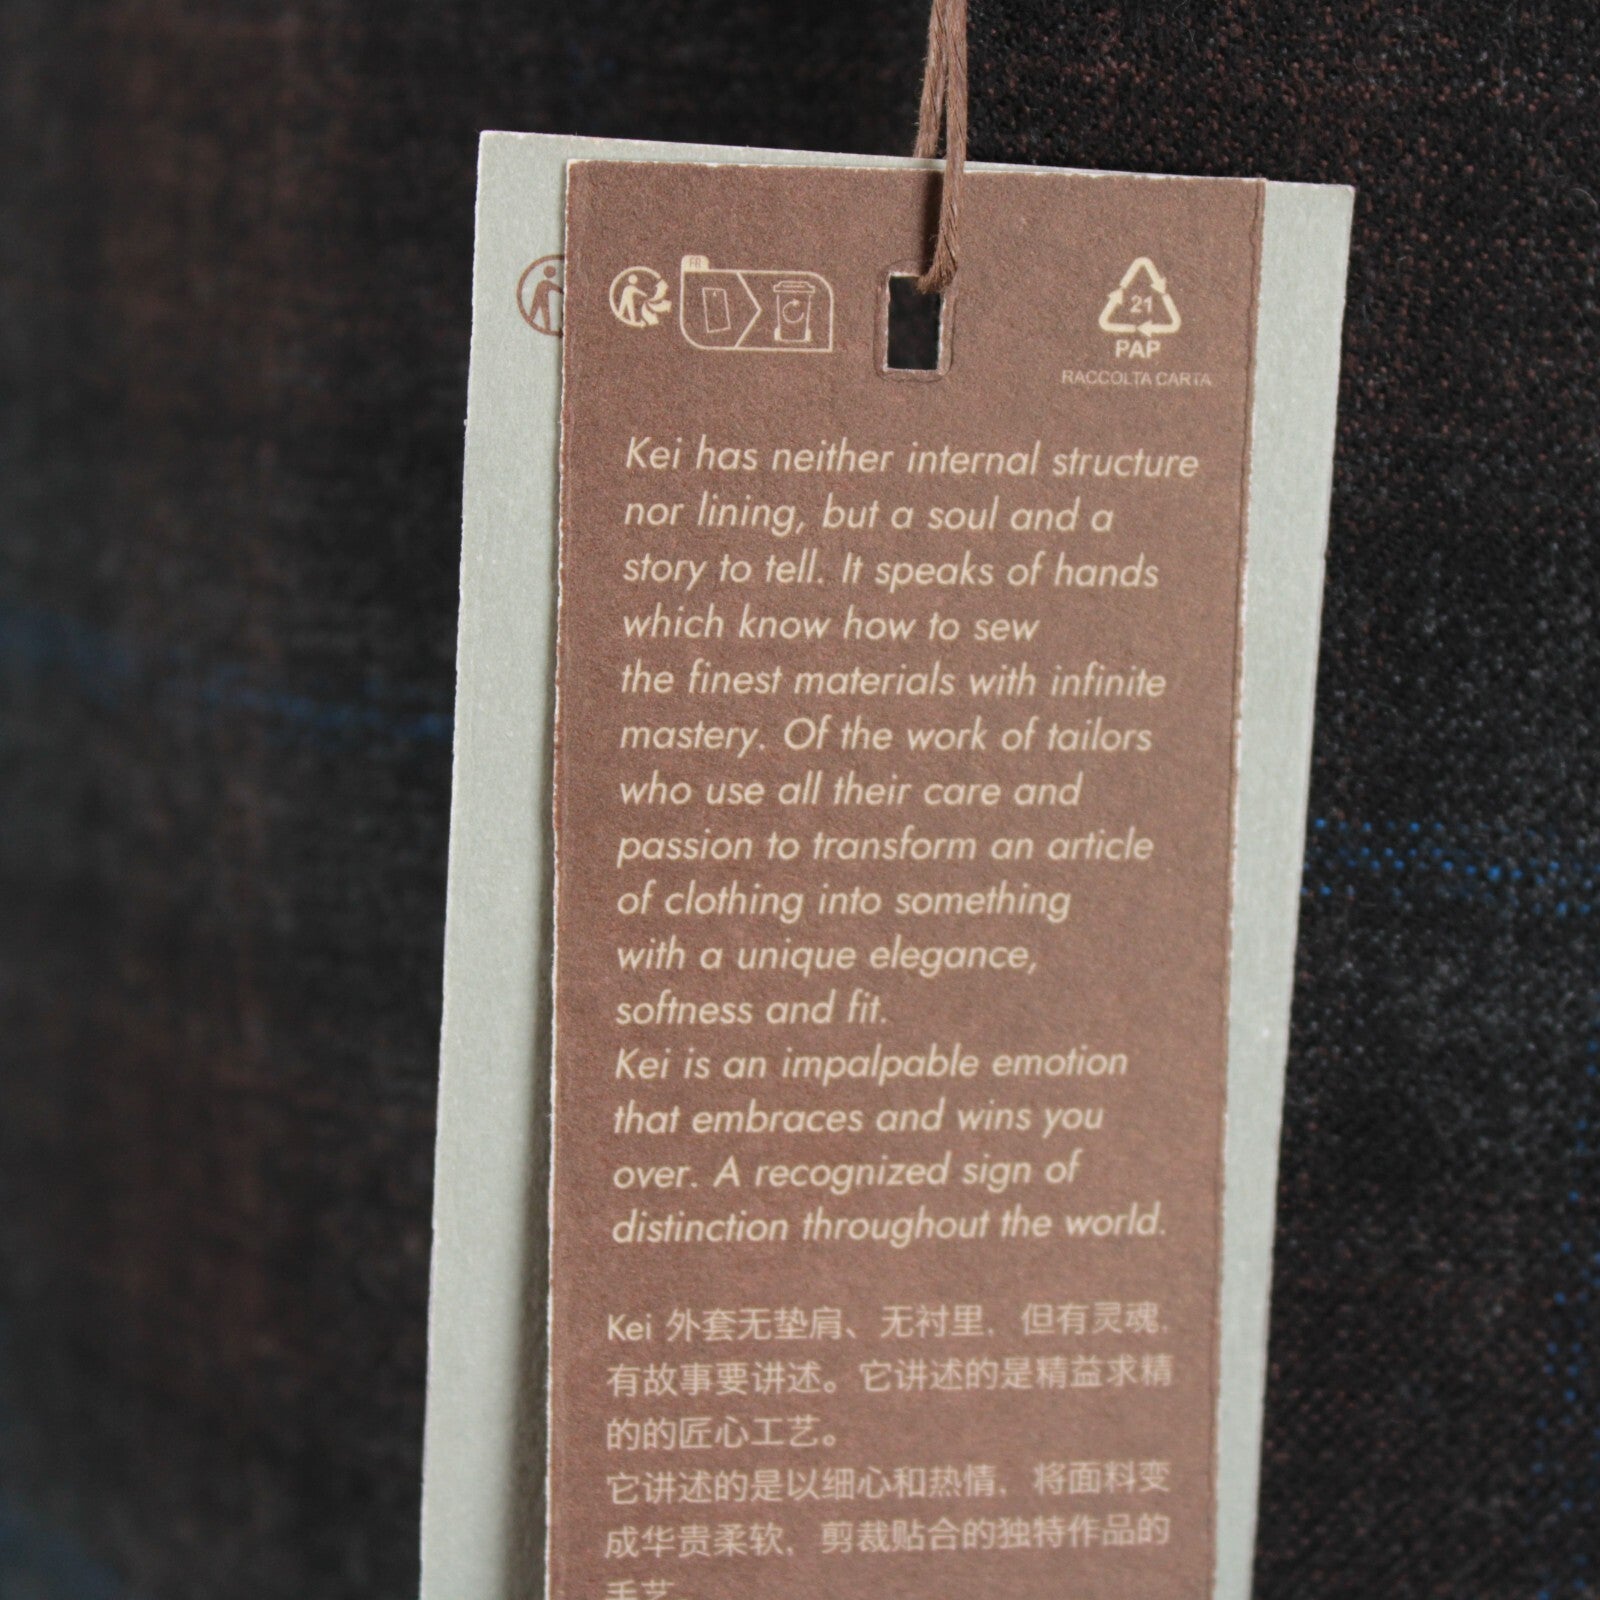 FR
21
PAP
RACCOLTA CARTA
Kei has neither internal structure
nor lining, but a soul and a
story to tell. It speaks of hands
which know how to sew
the finest materials with infinite
mastery. Of the work of tailors
who use all their care and
passion to transform an article
of clothing into something
with a unique elegance,
softness and fit.
Kei is an impalpable emotion
that embraces and wins you
over. A recognized sign of
distinction throughout the world.
Kei 外套无垫肩、无衬里，但有灵魂，
有故事要讲述。它讲述的是精益求精
的的匠心工艺。
它讲述的是以细心和热情，将面料变
成华贵柔软，剪裁贴合的独特作品的
手艺